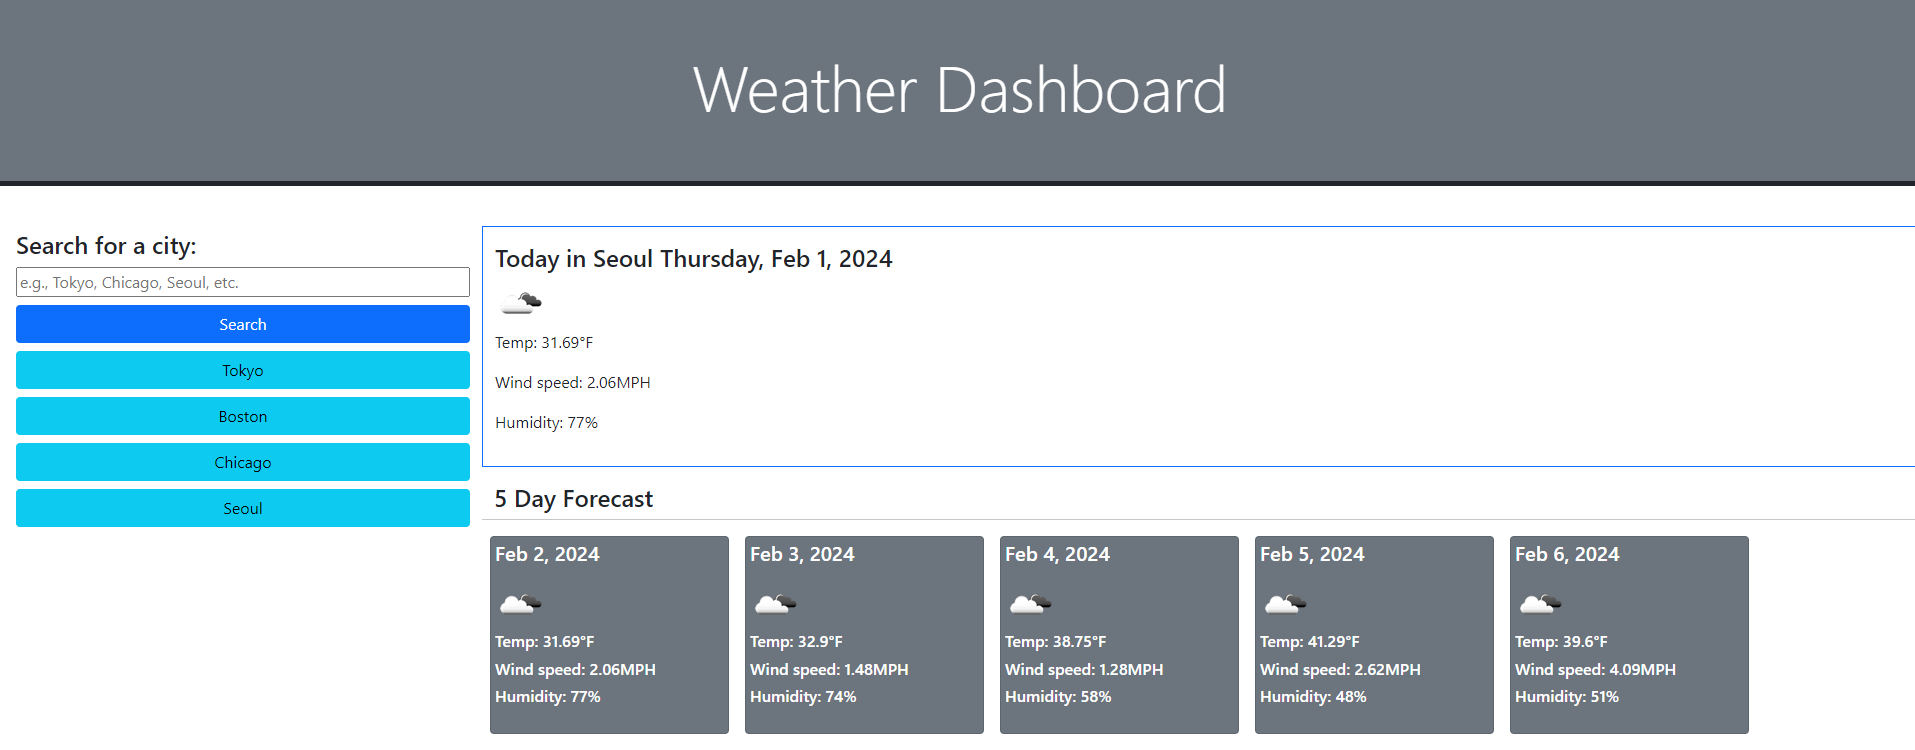 Weather Dashboard
Search for a city:
e.g., Tokyo, Chicago, Seoul, etc.
Search
Tokyo
Boston
Chicago
Seoul
Today in Seoul Thursday, Feb 1, 2024
Temp: 31.69°F
Wind speed: 2.06MPH
Humidity: 77%
5 Day Forecast
Feb 2, 2024
Temp: 31.69°F
Wind speed: 2.06MPH
Humidity: 77%
Feb 3, 2024
Temp: 32.9°F
Wind speed: 1.48MPH
Humidity: 74%
Feb 4, 2024
Temp: 38.75°F
Wind speed: 1.28MPH
Humidity: 58%
Feb 5, 2024
Temp: 41.29°F
Wind speed: 2.62MPH
Humidity: 48%
Feb 6, 2024
Temp: 39.6°F
Wind speed: 4.09MPH
Humidity: 51%